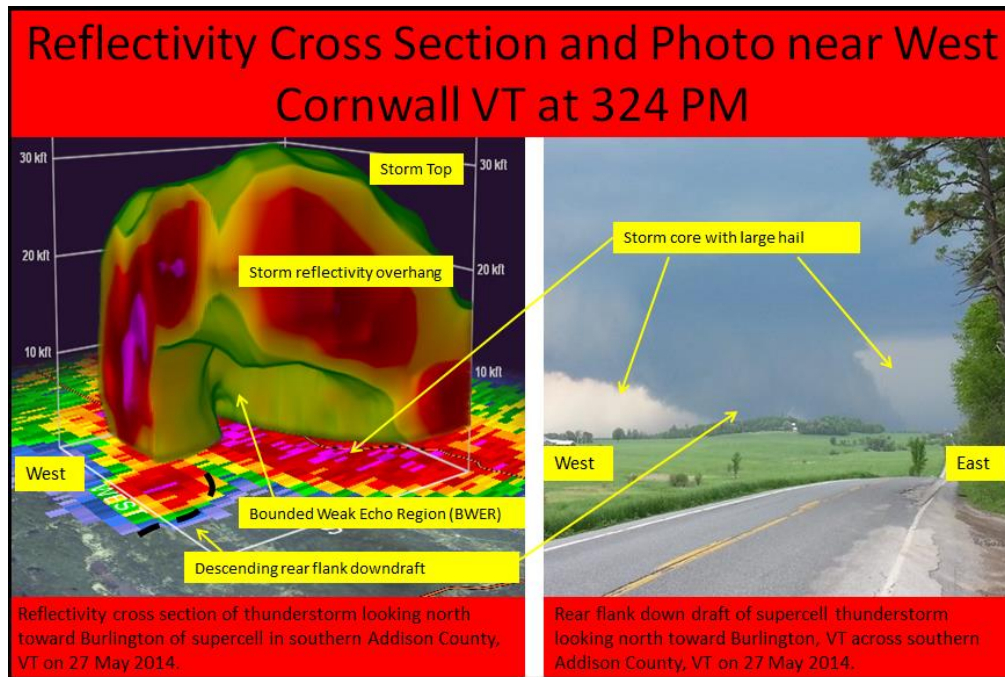 Reflectivity Cross Section and Photo near West
Cornwall VT at 324 PM
30 kft
Storm Top
30 kft
20 kft
Storm reflectivity overhang
20 kft
10 kft
10 kft
West
Bounded Weak Echo Region (BWER)
Descending rear flank downdraft
Storm core with large hail
West
East
Reflectivity cross section of thunderstorm looking north
toward Burlington of supercell in southern Addison County,
VT on 27 May 2014.
Rear flank down draft of supercell thunderstorm
looking north toward Burlington, VT across southern
Addison County, VT on 27 May 2014.